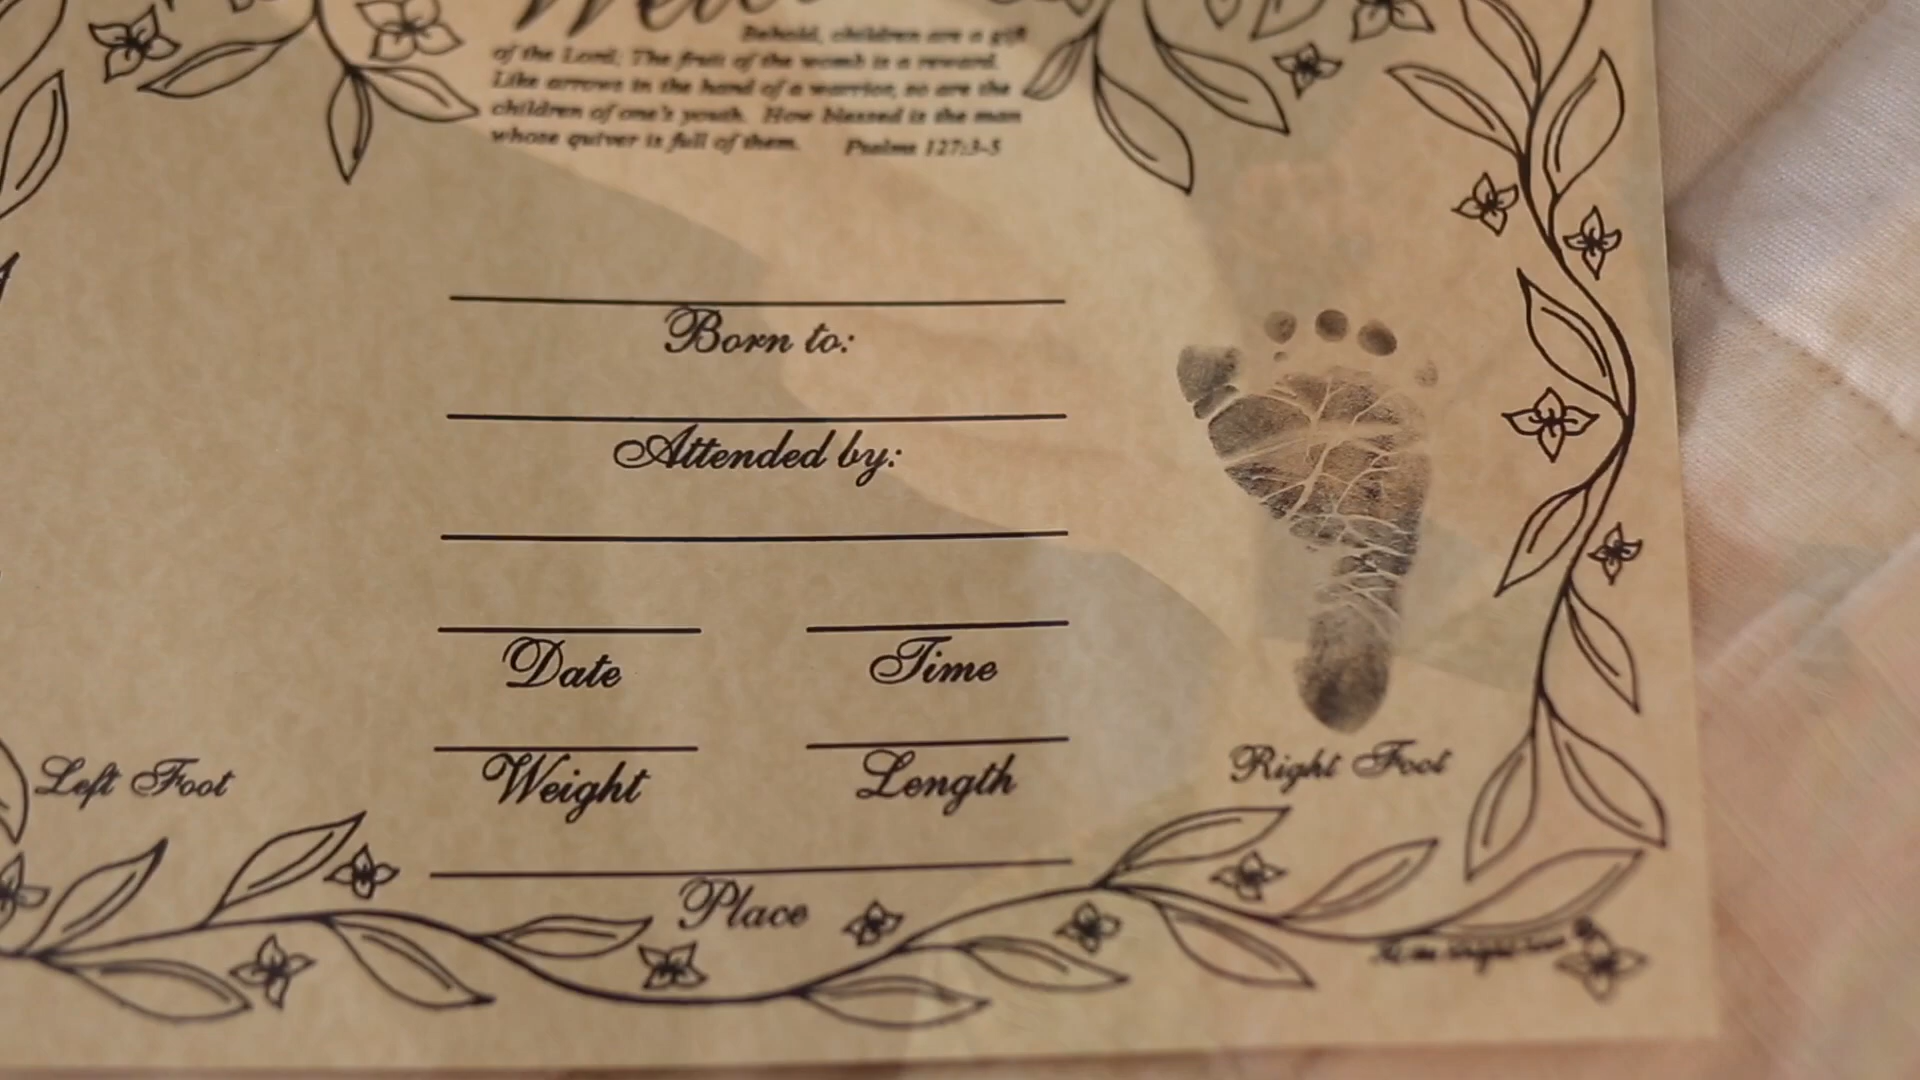 Behold, children are a gift
of the Lord; The fruit of the womb is a reward.
Like arrows in the hand of a warrior, so are the
children of one's youth. How blessed is the man
whose quiver is full of them. Psalms 127:3-5
Born to:
Attended by:
Date Time
Weight Length
Left Foot Right Foot
Place